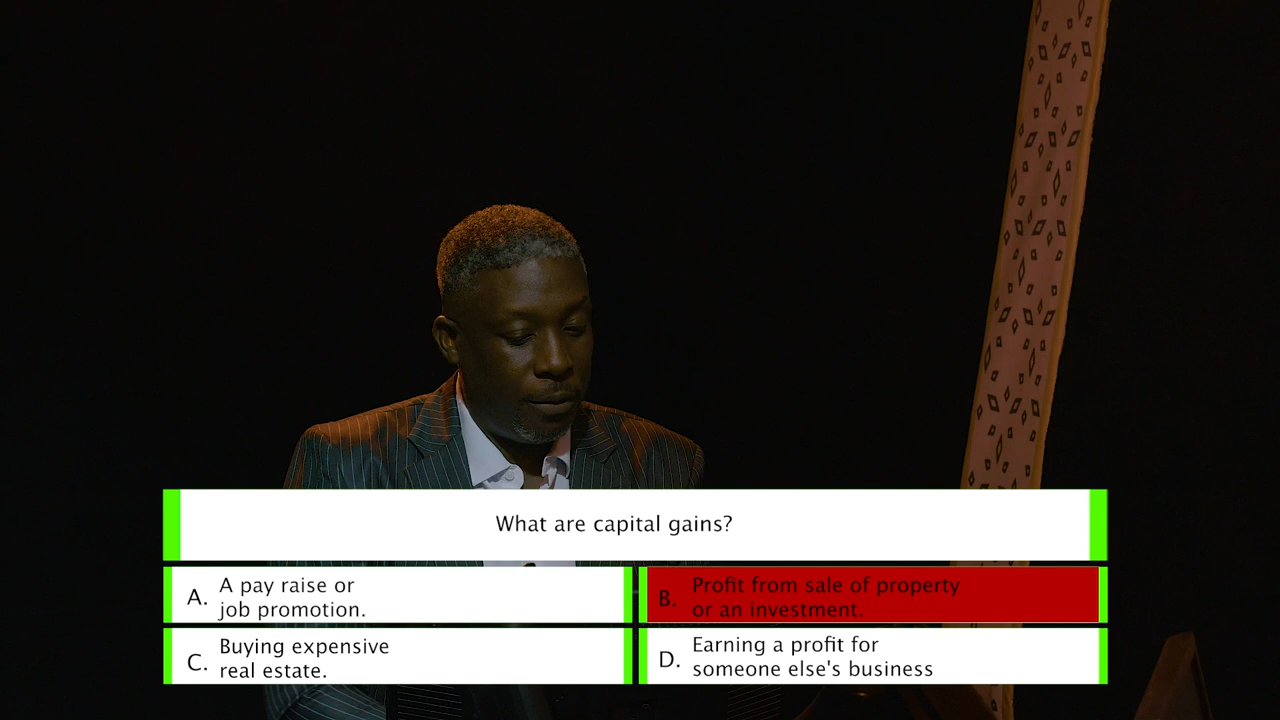 What are capital gains?
A. A pay raise or
job promotion.
B. Profit from sale of property
or an investment.
C. Buying expensive
real estate.
D. Earning a profit for
someone else's business